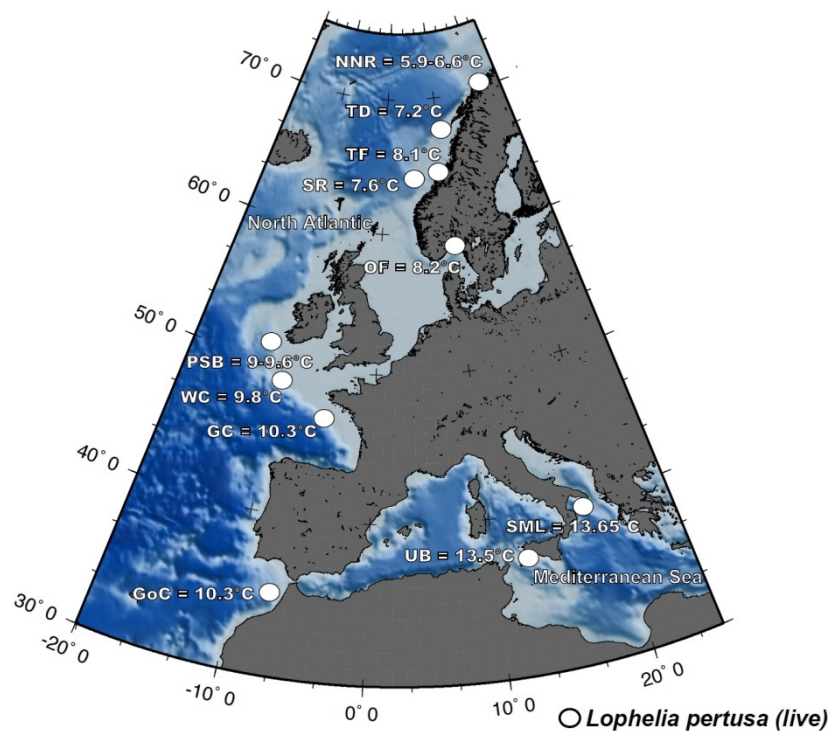 70° 0
NNR = 5.9-6.6°C
TD = 7.2°C
TF = 8.1°C
SR = 7.6°C
60° 0
North Atlantic
OF = 8.2°C
50° 0
PSB = 9-9.6°C
WC = 9.8°C
GC = 10.3°C
40° 0
SML = 13.65°C
UB = 13.5°C
Mediterranean Sea
GoC = 10.3°C
30° 0
-20° 0
-10° 0
0° 0
10° 0
20° 0
Lophelia pertusa (live)